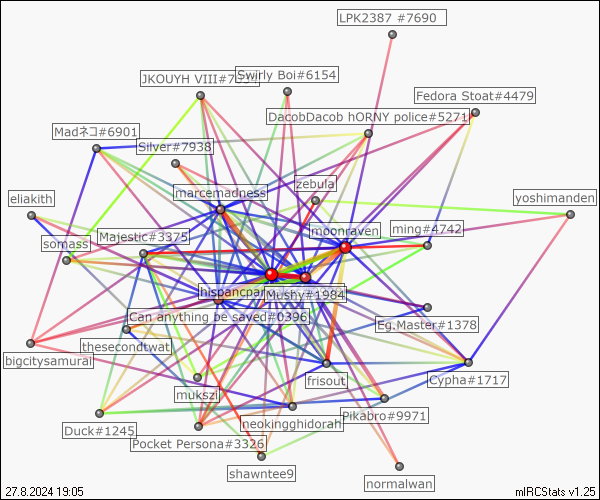 LPK2387 #7690
JKOUYH VIII#7
Swirly Boi#6154
Fedora Stoat#4479
DacobDacob hORNY police#5271
Madネコ#6901
Silver#7938
marcemadness
zebula
eliakith
yoshimanden
moonraven
ming#4742
Majestic#3375
somass
hispancpar
Mushy#1984
Can anything be saved#0396
Eg.Master#1378
thesecondtwat
bigcitysamurai
frisout
Cypha#1717
mukszi
neokingghidorah
Pikabro#9971
Duck#1245
Pocket Persona#3326
shawntee9
normalwan
27.8.2024 19:05
mIRCStats v1.25